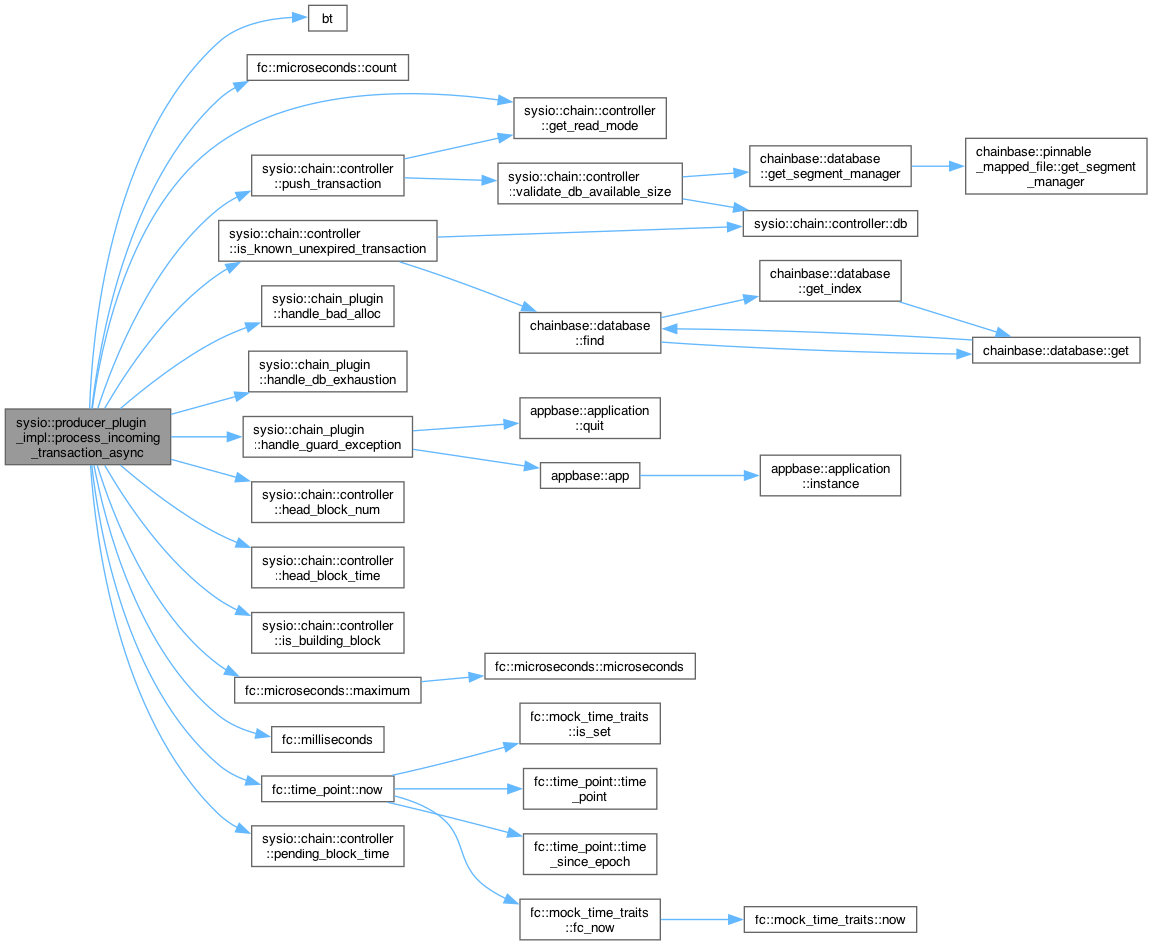 bt
fc::microseconds::count
sysio::chain::controller
::get_read_mode
sysio::chain::controller
::push_transaction
sysio::chain::controller
::validate_db_available_size
chainbase::database
::get_segment_manager
chainbase::pinnable
_mapped_file::get_segment
_manager
sysio::chain::controller::db
sysio::chain::controller
::is_known_unexpired_transaction
chainbase::database
::get_index
sysio::chain_plugin
::handle_bad_alloc
chainbase::database
::find
chainbase::database::get
sysio::chain_plugin
::handle_db_exhaustion
sysio::producer_plugin
_impl::process_incoming
_transaction_async
sysio::chain_plugin
::handle_guard_exception
appbase::application
::quit
appbase::app
appbase::application
::instance
sysio::chain::controller
::head_block_num
sysio::chain::controller
::head_block_time
sysio::chain::controller
::is_building_block
fc::microseconds::maximum
fc::microseconds::microseconds
fc::milliseconds
fc::mock_time_traits
::is_set
fc::time_point::now
fc::time_point::time
_point
fc::time_point::time
_since_epoch
sysio::chain::controller
::pending_block_time
fc::mock_time_traits
::fc_now
fc::mock_time_traits::now